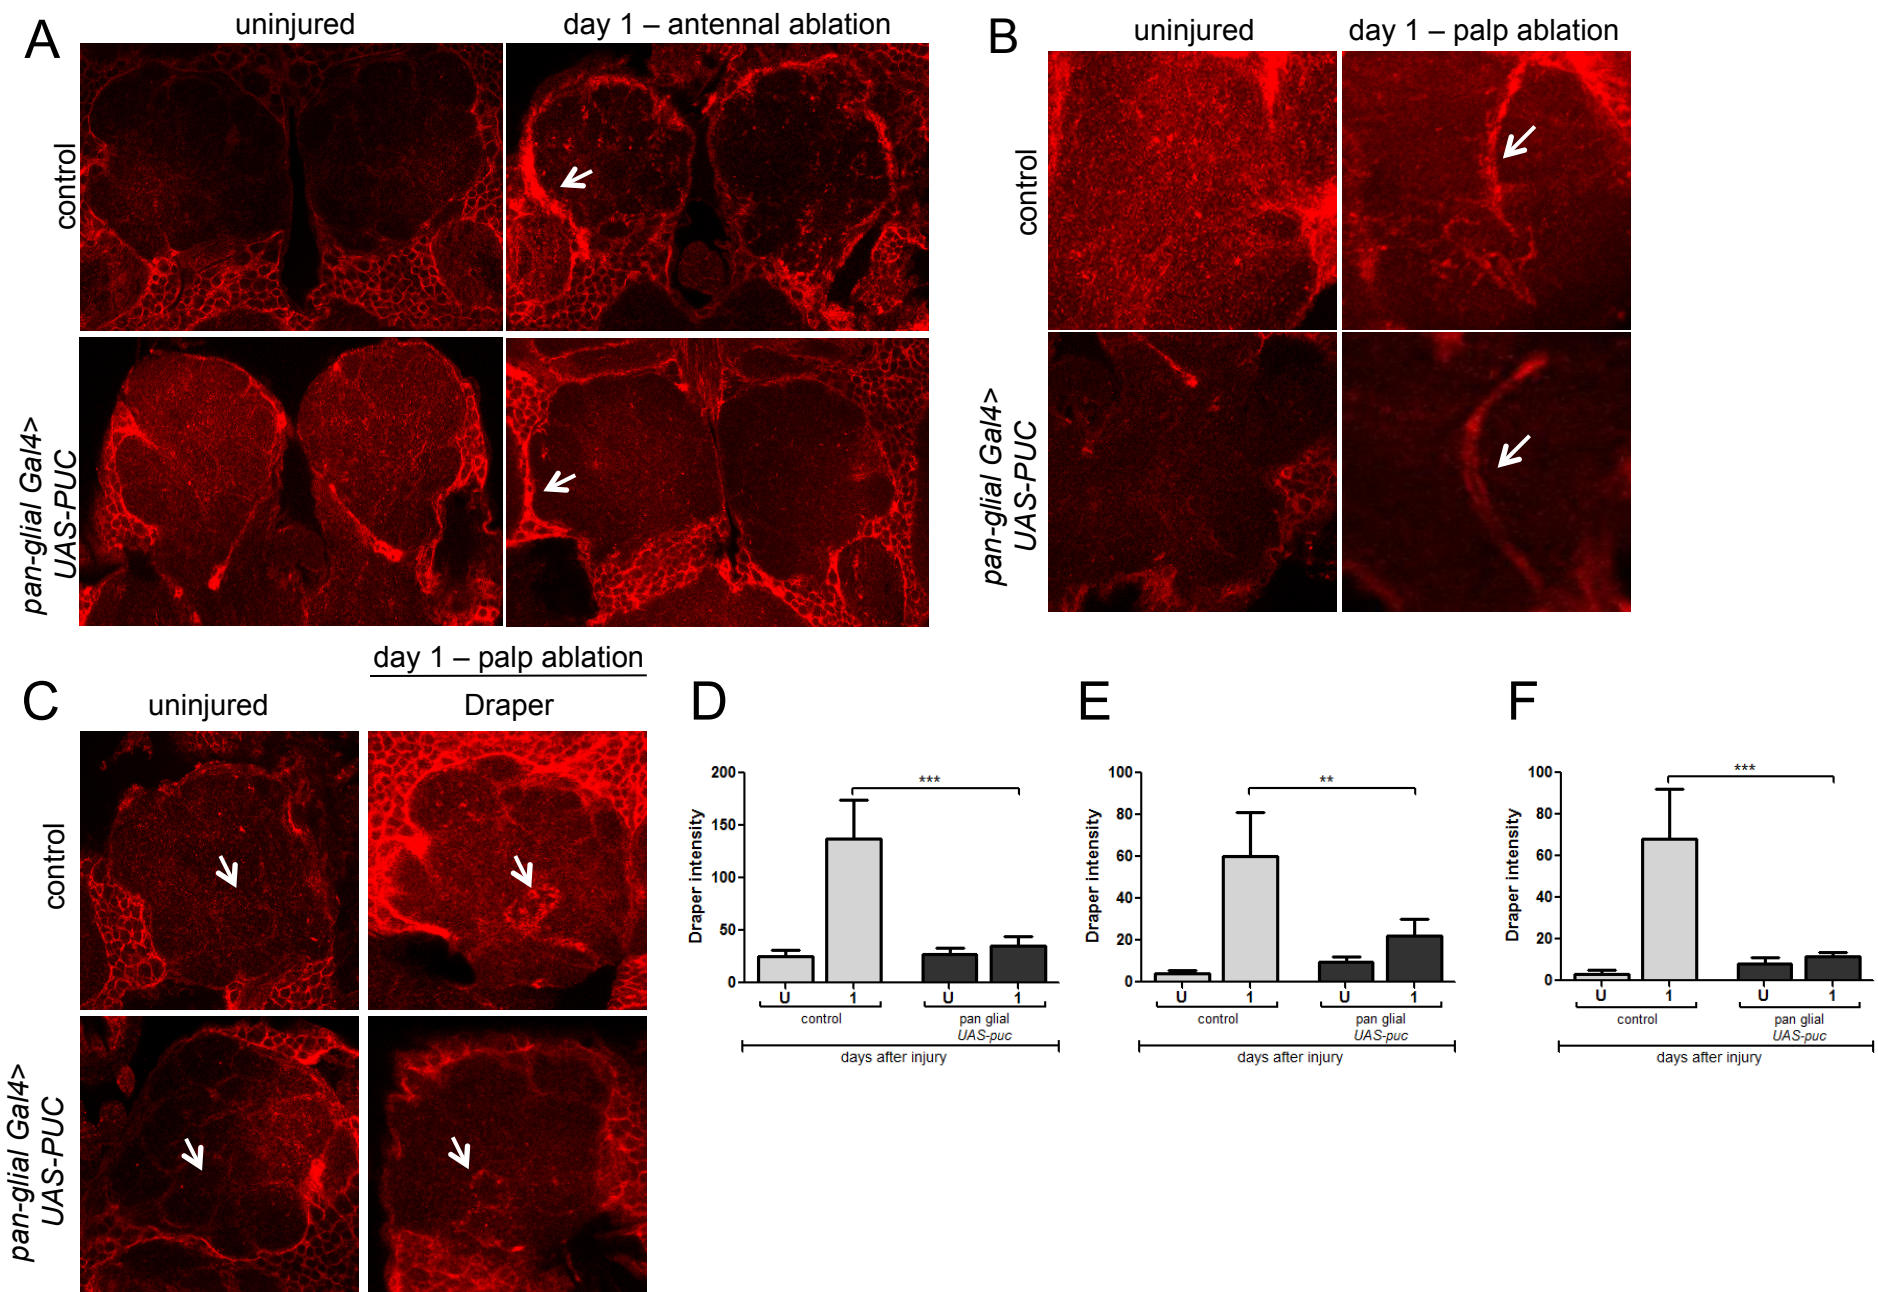 A
uninjured
day 1 – antennal ablation
control
pan-glial Gal4>
UAS-PUC
B
uninjured
day 1 – palp ablation
control
pan-glial Gal4>
UAS-PUC
C
day 1 – palp ablation
uninjured
Draper
control
pan-glial Gal4>
UAS-PUC
D
Draper intensity
200
150
100
50
0
***
U
1
U
1
control
pan glial
UAS-puc
days after injury
E
Draper intensity
100
80
60
40
20
0
**
U
1
U
1
control
pan glial
UAS-puc
days after injury
F
Draper intensity
100
80
60
40
20
0
***
U
1
U
1
control
pan glial
UAS-puc
days after injury